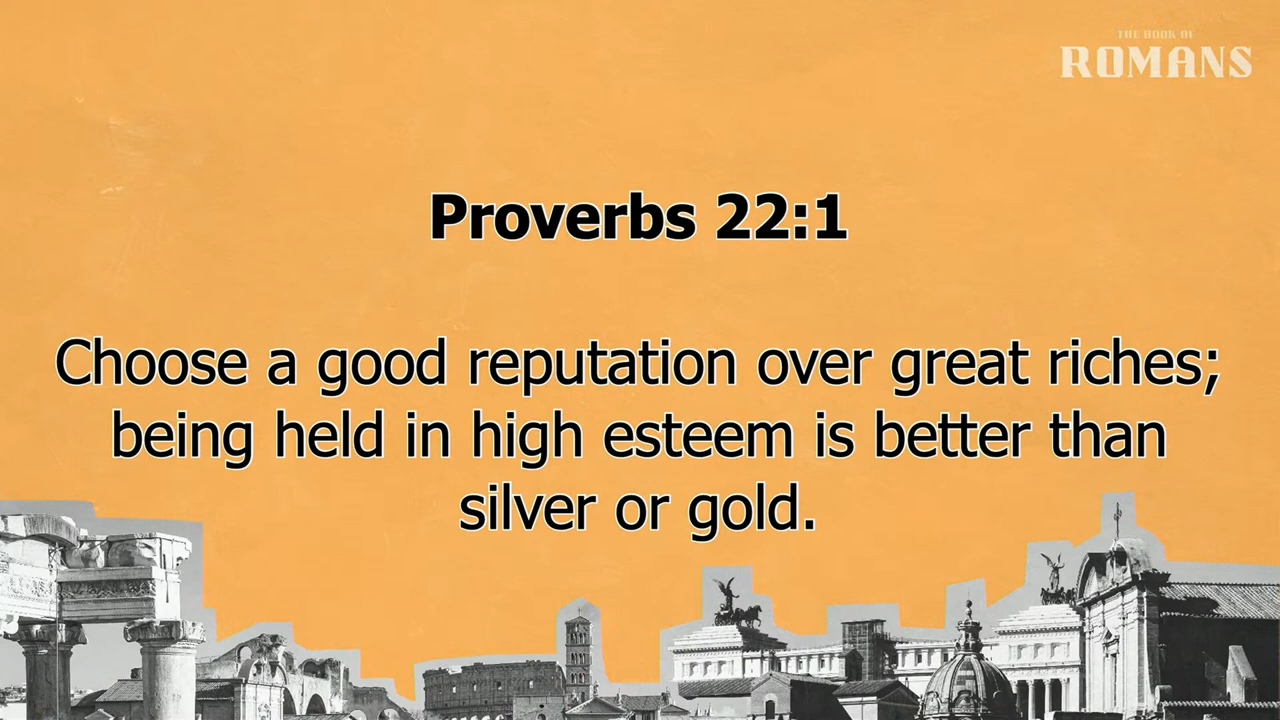 THE BOOK OF
ROMANS
Proverbs 22:1
Choose a good reputation over great riches;
being held in high esteem is better than
silver or gold.